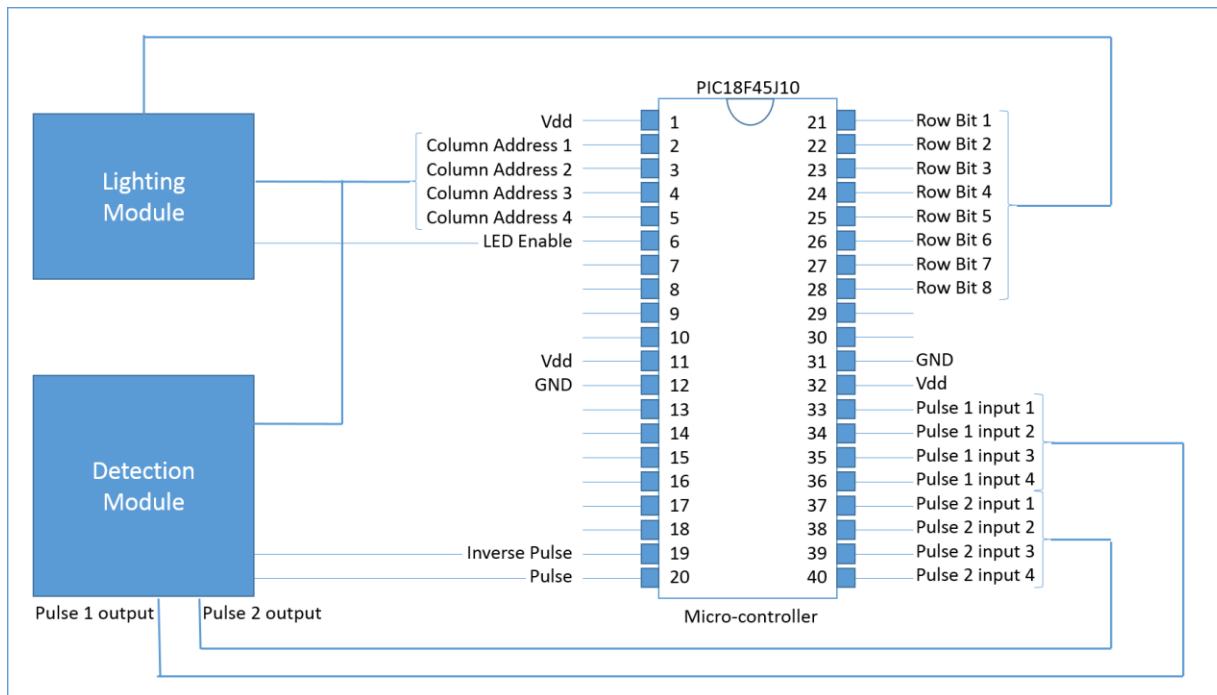 PIC18F45J10
Lighting
Module
Detection
Module
Pulse 1 output
Pulse 2 output
Vdd
Column Address 1
Column Address 2
Column Address 3
Column Address 4
LED Enable
Vdd
GND
Inverse Pulse
Pulse
1
2
3
4
5
6
7
8
9
10
11
12
13
14
15
16
17
18
19
20
21
22
23
24
25
26
27
28
29
30
31
32
33
34
35
36
37
38
39
40
Row Bit 1
Row Bit 2
Row Bit 3
Row Bit 4
Row Bit 5
Row Bit 6
Row Bit 7
Row Bit 8
GND
Vdd
Pulse 1 input 1
Pulse 1 input 2
Pulse 1 input 3
Pulse 1 input 4
Pulse 2 input 1
Pulse 2 input 2
Pulse 2 input 3
Pulse 2 input 4
Micro-controller